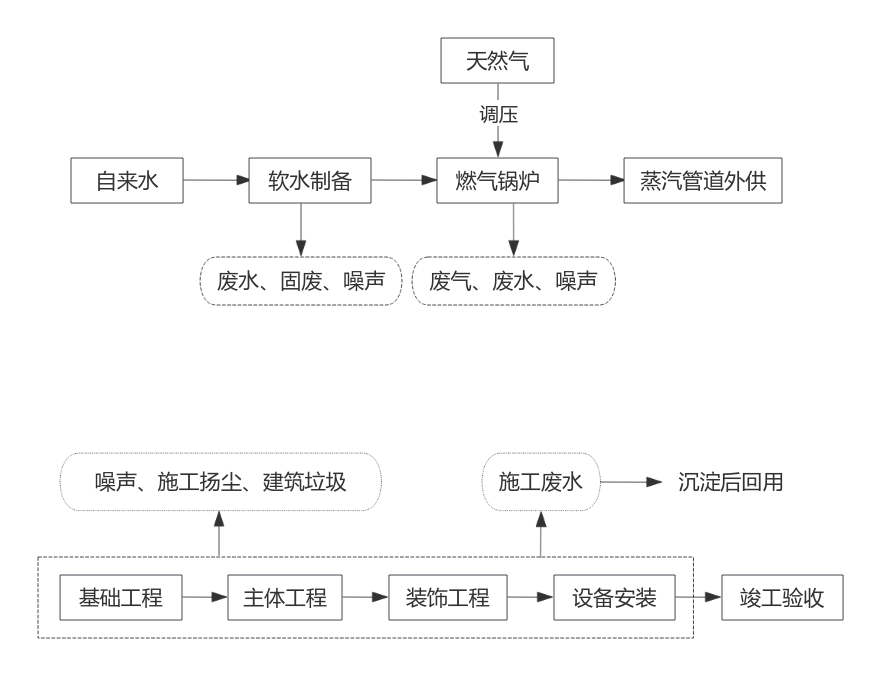 天然气
调压
自来水
软水制备
燃气锅炉
蒸汽管道外供
废水、固废、噪声
废气、废水、噪声
噪声、施工扬尘、建筑垃圾
施工废水
沉淀后回用
基础工程
主体工程
装饰工程
设备安装
竣工验收